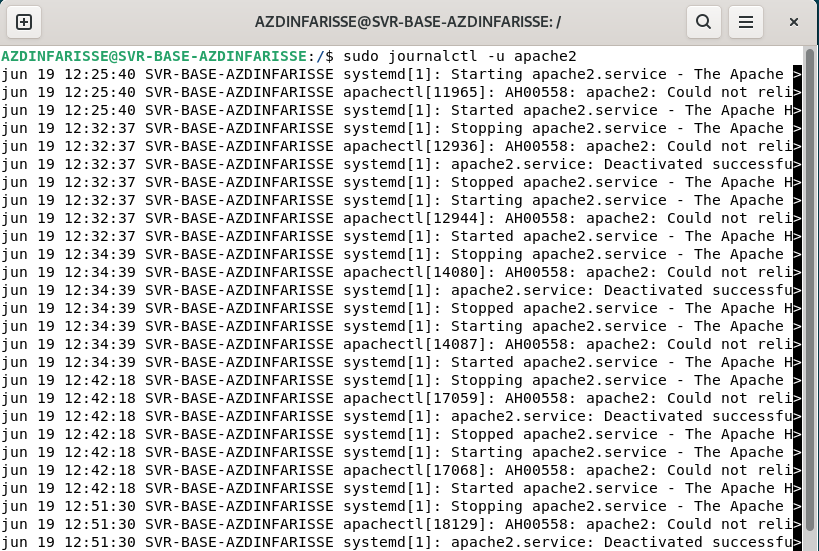 AZDINFARISSE@SVR-BASE-AZDINFARISSE: /
AZDINFARISSE@SVR-BASE-AZDINFARISSE:/$ sudo journalctl -u apache2
jun 19 12:25:40 SVR-BASE-AZDINFARISSE systemd[1]: Starting apache2.service - The Apache >
jun 19 12:25:40 SVR-BASE-AZDINFARISSE apachectl[11965]: AH00558: apache2: Could not reli>
jun 19 12:25:40 SVR-BASE-AZDINFARISSE systemd[1]: Started apache2.service - The Apache H>
jun 19 12:32:37 SVR-BASE-AZDINFARISSE systemd[1]: Stopping apache2.service - The Apache >
jun 19 12:32:37 SVR-BASE-AZDINFARISSE apachectl[12936]: AH00558: apache2: Could not reli>
jun 19 12:32:37 SVR-BASE-AZDINFARISSE systemd[1]: apache2.service: Deactivated successfu>
jun 19 12:32:37 SVR-BASE-AZDINFARISSE systemd[1]: Stopped apache2.service - The Apache H>
jun 19 12:32:37 SVR-BASE-AZDINFARISSE systemd[1]: Starting apache2.service - The Apache >
jun 19 12:32:37 SVR-BASE-AZDINFARISSE apachectl[12944]: AH00558: apache2: Could not reli>
jun 19 12:32:37 SVR-BASE-AZDINFARISSE systemd[1]: Started apache2.service - The Apache H>
jun 19 12:34:39 SVR-BASE-AZDINFARISSE systemd[1]: Stopping apache2.service - The Apache >
jun 19 12:34:39 SVR-BASE-AZDINFARISSE apachectl[14080]: AH00558: apache2: Could not reli>
jun 19 12:34:39 SVR-BASE-AZDINFARISSE systemd[1]: apache2.service: Deactivated successfu>
jun 19 12:34:39 SVR-BASE-AZDINFARISSE systemd[1]: Stopped apache2.service - The Apache H>
jun 19 12:34:39 SVR-BASE-AZDINFARISSE systemd[1]: Starting apache2.service - The Apache >
jun 19 12:34:39 SVR-BASE-AZDINFARISSE apachectl[14087]: AH00558: apache2: Could not reli>
jun 19 12:34:39 SVR-BASE-AZDINFARISSE systemd[1]: Started apache2.service - The Apache H>
jun 19 12:42:18 SVR-BASE-AZDINFARISSE systemd[1]: Stopping apache2.service - The Apache >
jun 19 12:42:18 SVR-BASE-AZDINFARISSE apachectl[17059]: AH00558: apache2: Could not reli>
jun 19 12:42:18 SVR-BASE-AZDINFARISSE systemd[1]: apache2.service: Deactivated successfu>
jun 19 12:42:18 SVR-BASE-AZDINFARISSE systemd[1]: Stopped apache2.service - The Apache H>
jun 19 12:42:18 SVR-BASE-AZDINFARISSE systemd[1]: Starting apache2.service - The Apache >
jun 19 12:42:18 SVR-BASE-AZDINFARISSE apachectl[17068]: AH00558: apache2: Could not reli>
jun 19 12:42:18 SVR-BASE-AZDINFARISSE systemd[1]: Started apache2.service - The Apache H>
jun 19 12:51:30 SVR-BASE-AZDINFARISSE systemd[1]: Stopping apache2.service - The Apache >
jun 19 12:51:30 SVR-BASE-AZDINFARISSE apachectl[18129]: AH00558: apache2: Could not reli>
jun 19 12:51:30 SVR-BASE-AZDINFARISSE systemd[1]: apache2.service: Deactivated successfu>